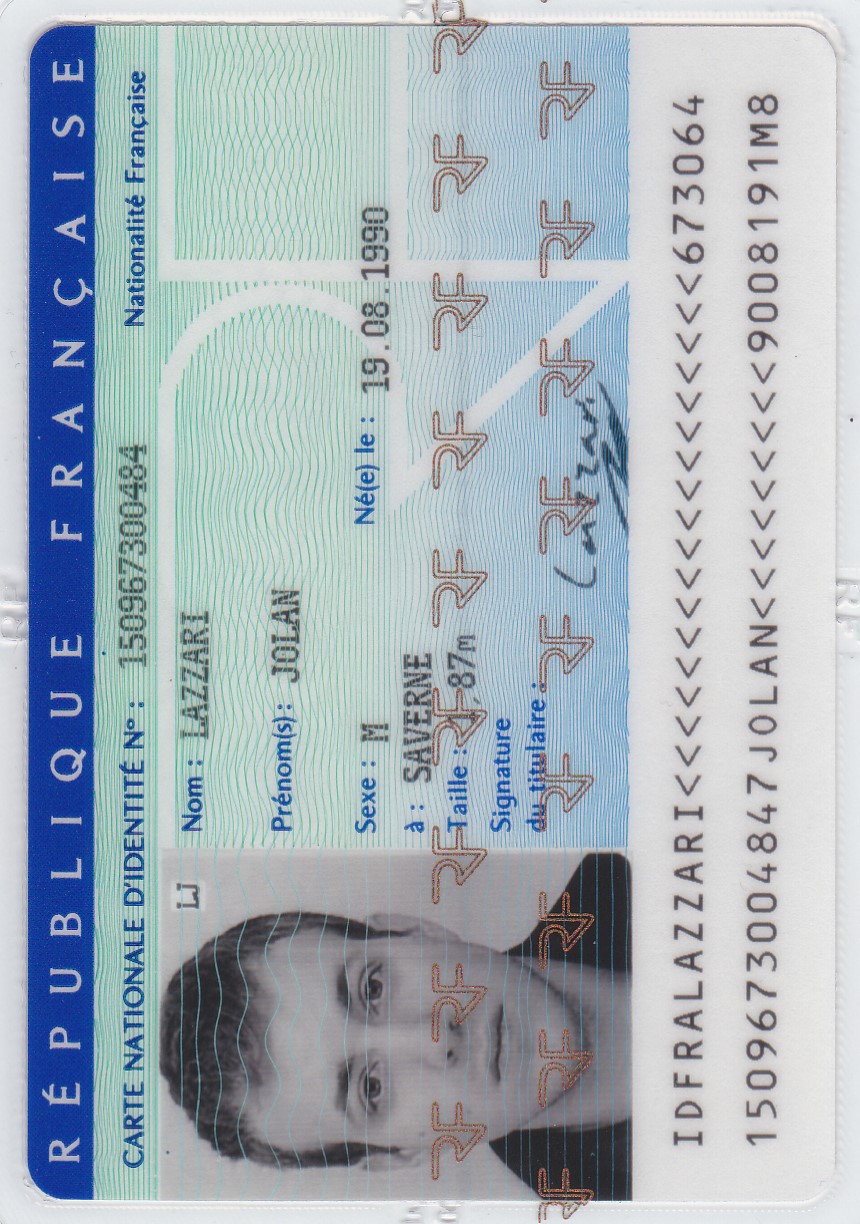 RÉPUBLIQUE FRANÇAISE
CARTE NATIONALE D'IDENTITÉ N° : 150967300484 Nationalité Française
LJ
Nom : LAZZARI
Prénom(s) : JOLAN
Sexe : M Né(e) le : 19.08.1990
à : SAVERNE
Taille : 1,87m
Signature
du titulaire :
Lazzari
IDFRALAZZARI<<<<<<<<<<<<<<<<<<673064
1509673004847JOLAN<<<<<<<<<9008191M8